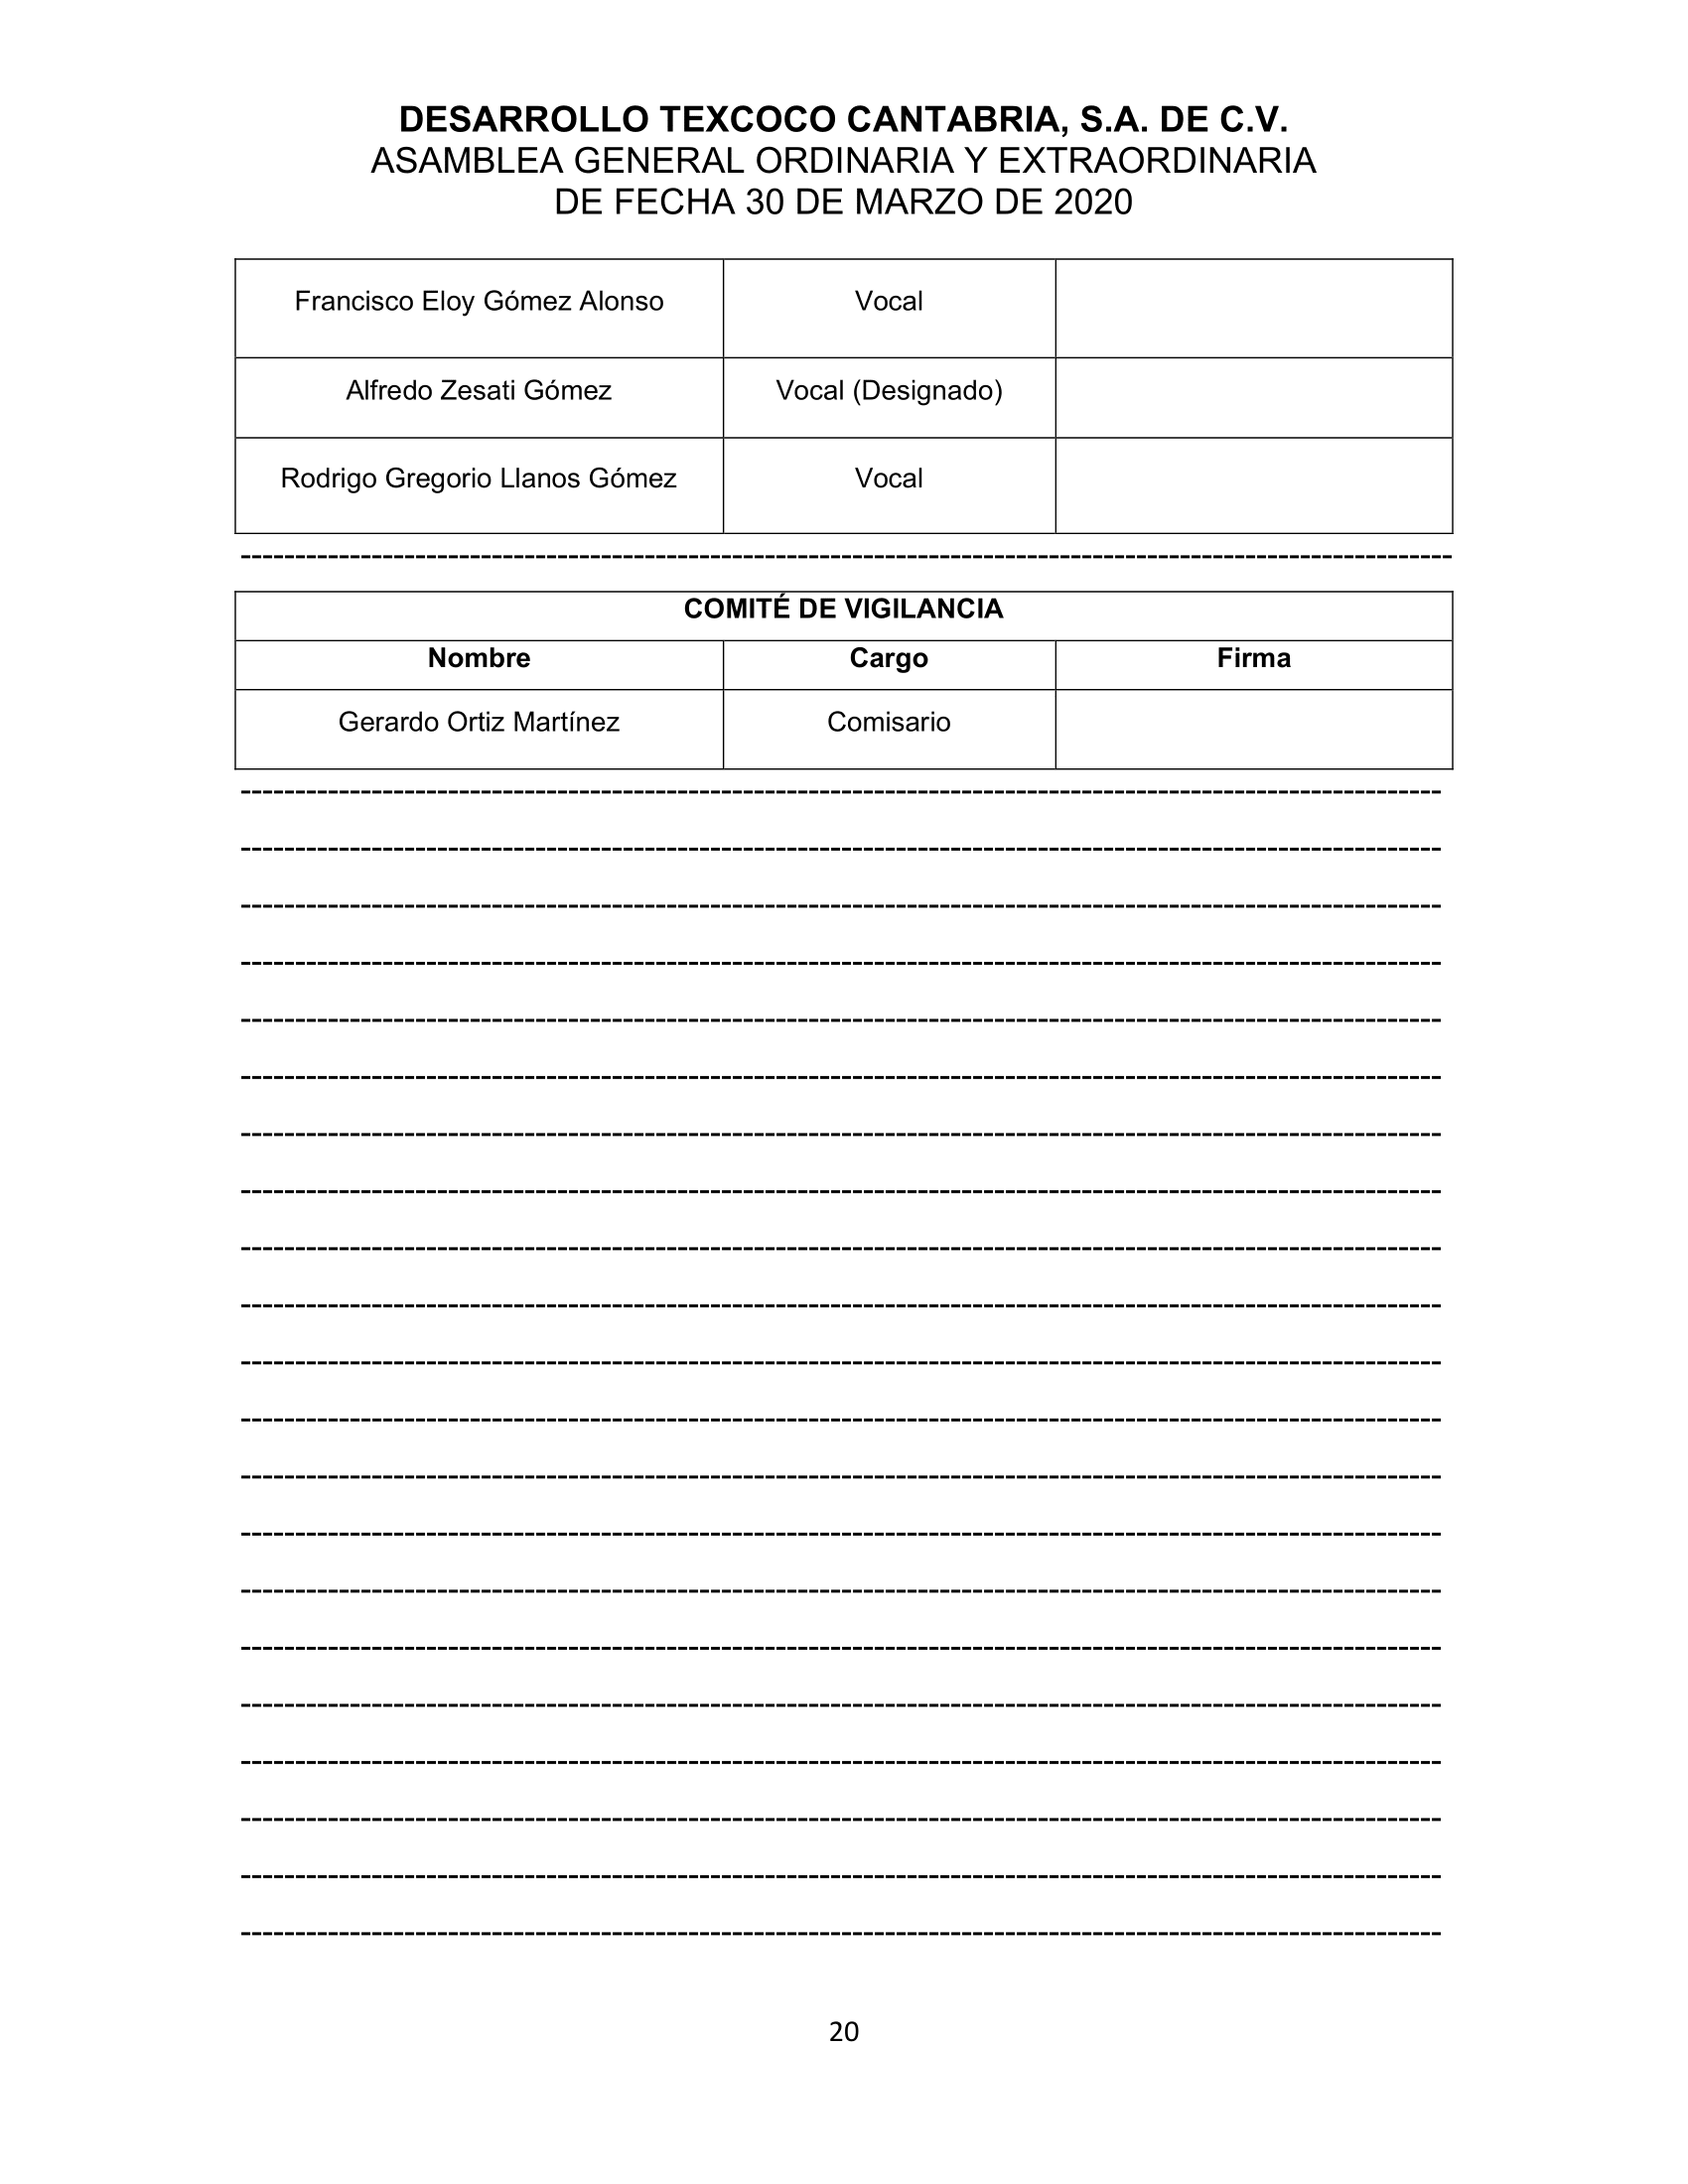 DESARROLLO TEXCOCO CANTABRIA, S.A. DE C.V.
ASAMBLEA GENERAL ORDINARIA Y EXTRAORDINARIA
DE FECHA 30 DE MARZO DE 2020
Francisco Eloy Gómez Alonso Vocal
Alfredo Zesati Gómez Vocal (Designado)
Rodrigo Gregorio Llanos Gómez Vocal
COMITÉ DE VIGILANCIA
Nombre Cargo Firma
Gerardo Ortiz Martínez Comisario
20